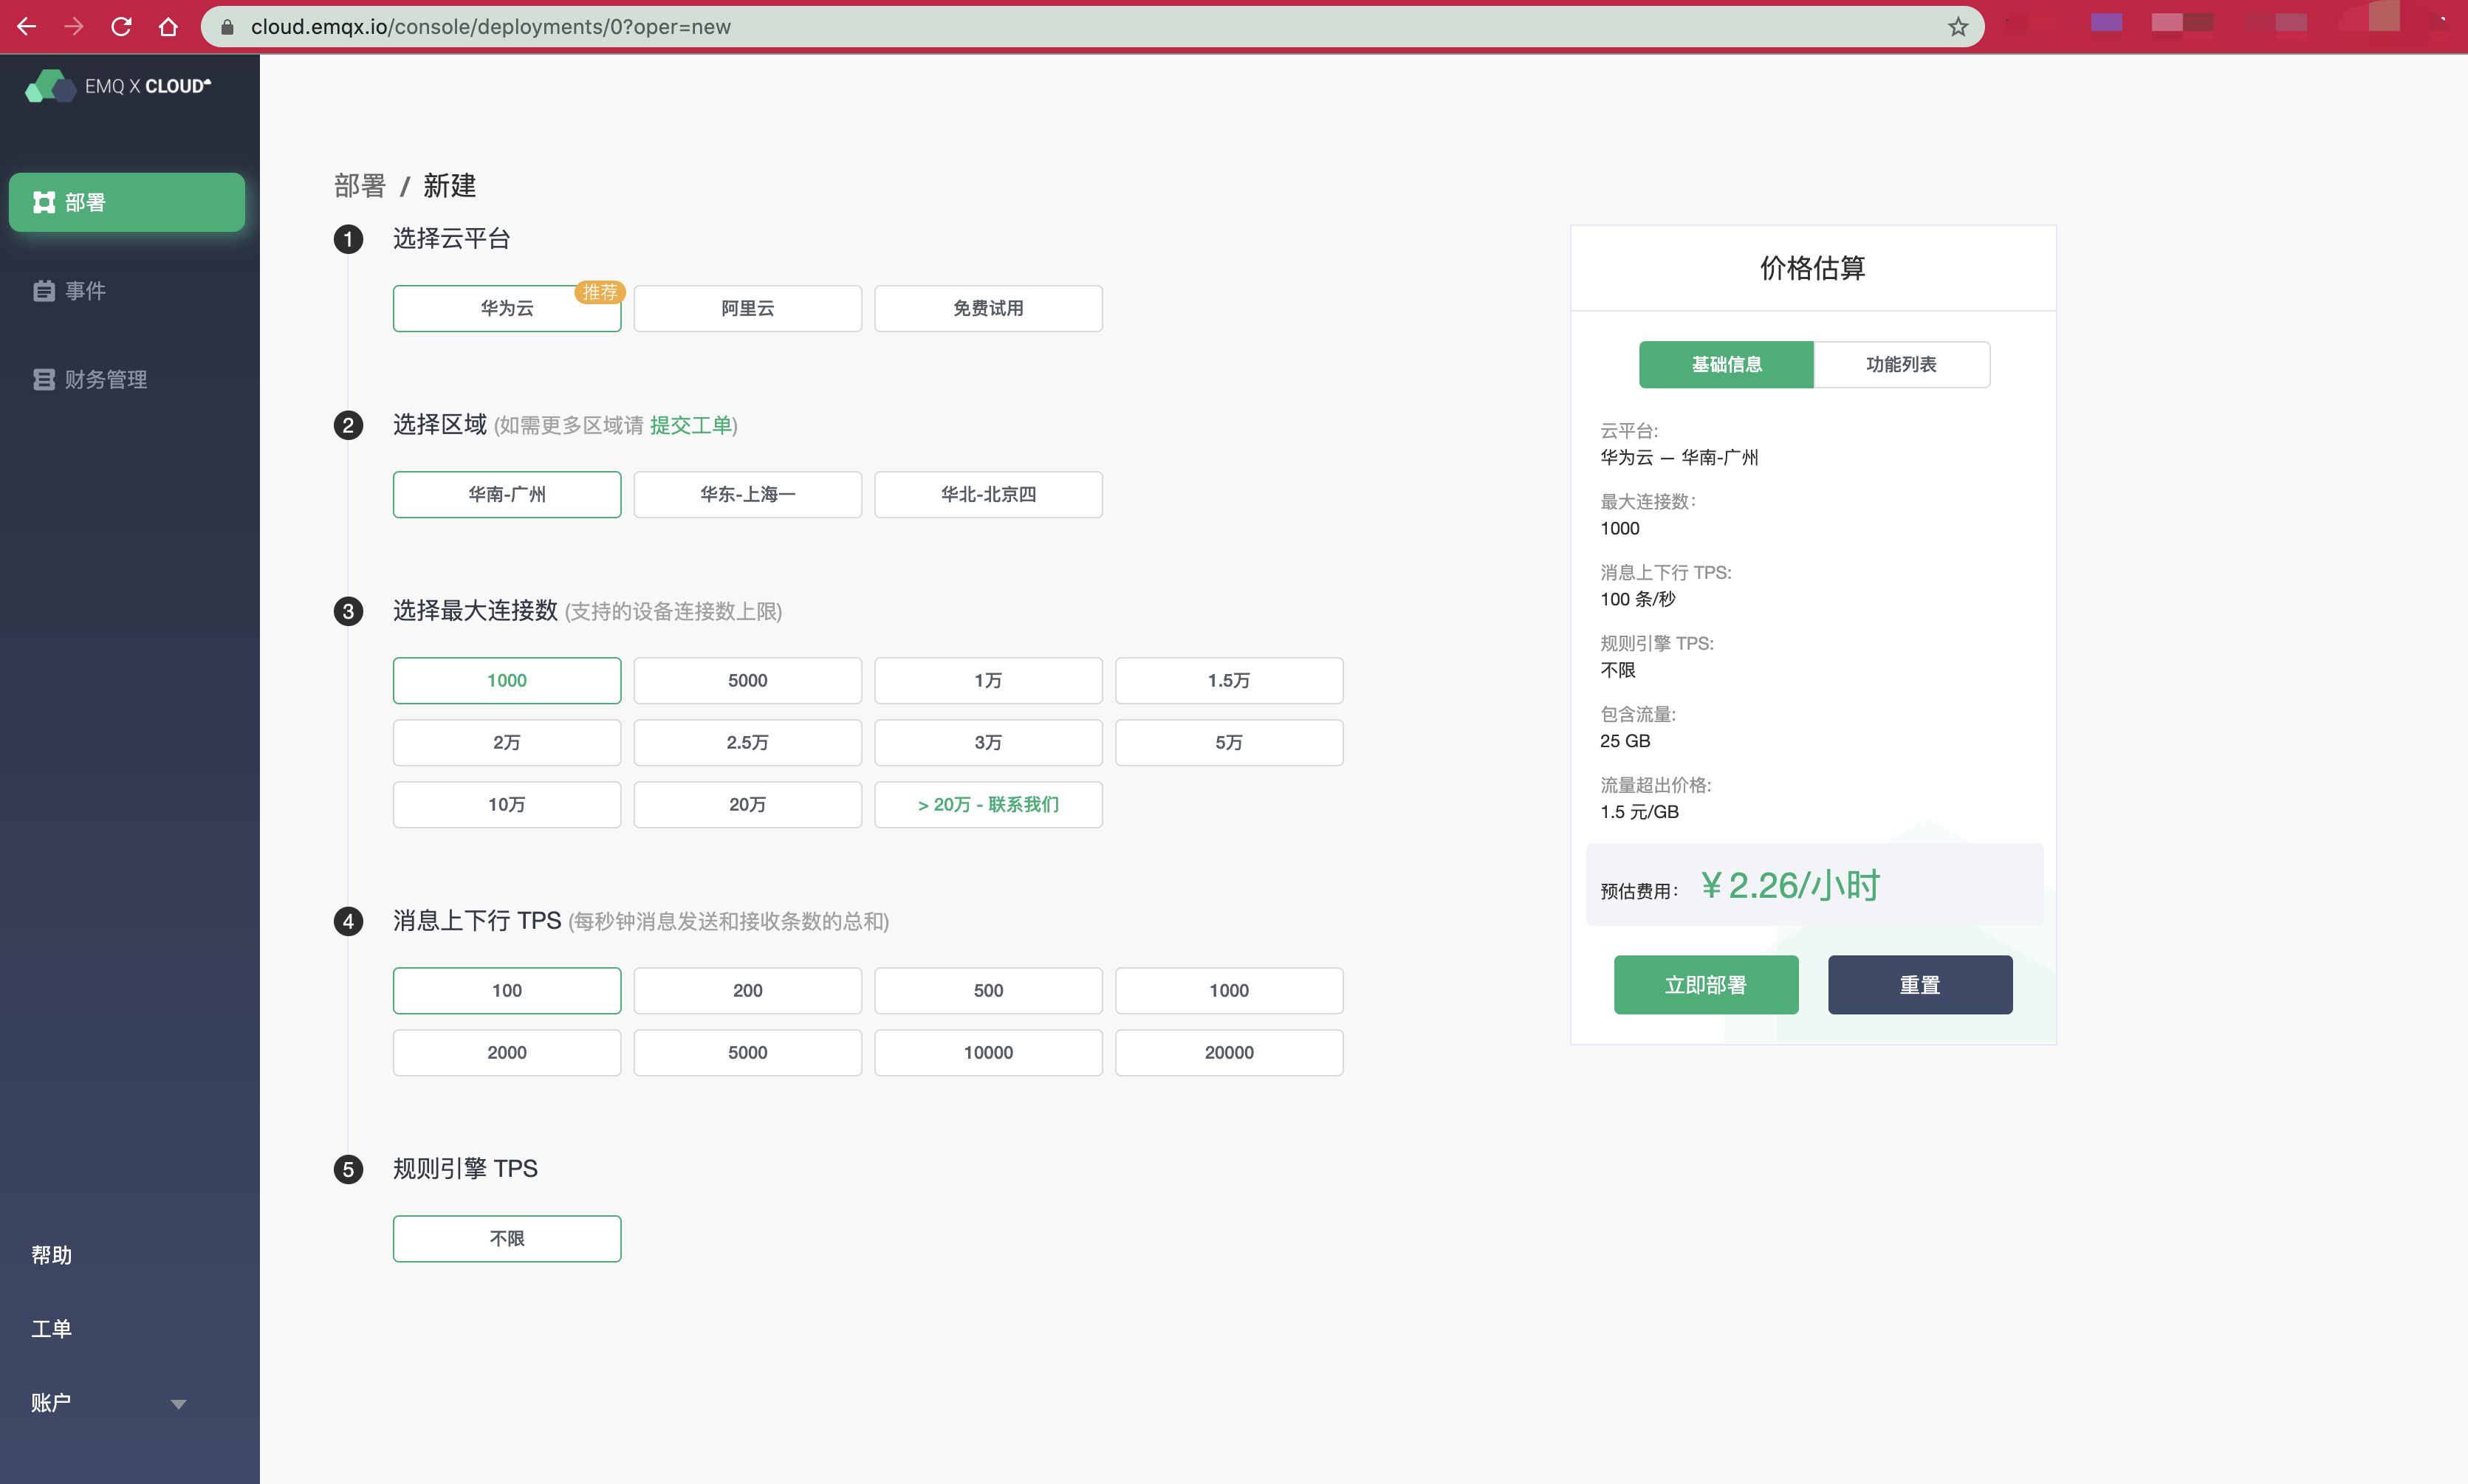 cloud.emqx.io/console/deployments/0?oper=new
EMQ X CLOUD
部署
事件
财务管理
帮助
工单
账户
部署 / 新建
1 选择云平台
华为云 推荐 阿里云 免费试用
2 选择区域 (如需更多区域请 提交工单)
华南-广州 华东-上海一 华北-北京四
3 选择最大连接数 (支持的设备连接数上限)
1000 5000 1万 1.5万
2万 2.5万 3万 5万
10万 20万 > 20万 - 联系我们
4 消息上下行 TPS (每秒钟消息发送和接收条数的总和)
100 200 500 1000
2000 5000 10000 20000
5 规则引擎 TPS
不限
价格估算
基础信息 功能列表
云平台:
华为云 — 华南-广州
最大连接数:
1000
消息上下行 TPS:
100 条/秒
规则引擎 TPS:
不限
包含流量:
25 GB
流量超出价格:
1.5 元/GB
预估费用: ¥ 2.26/小时
立即部署 重置